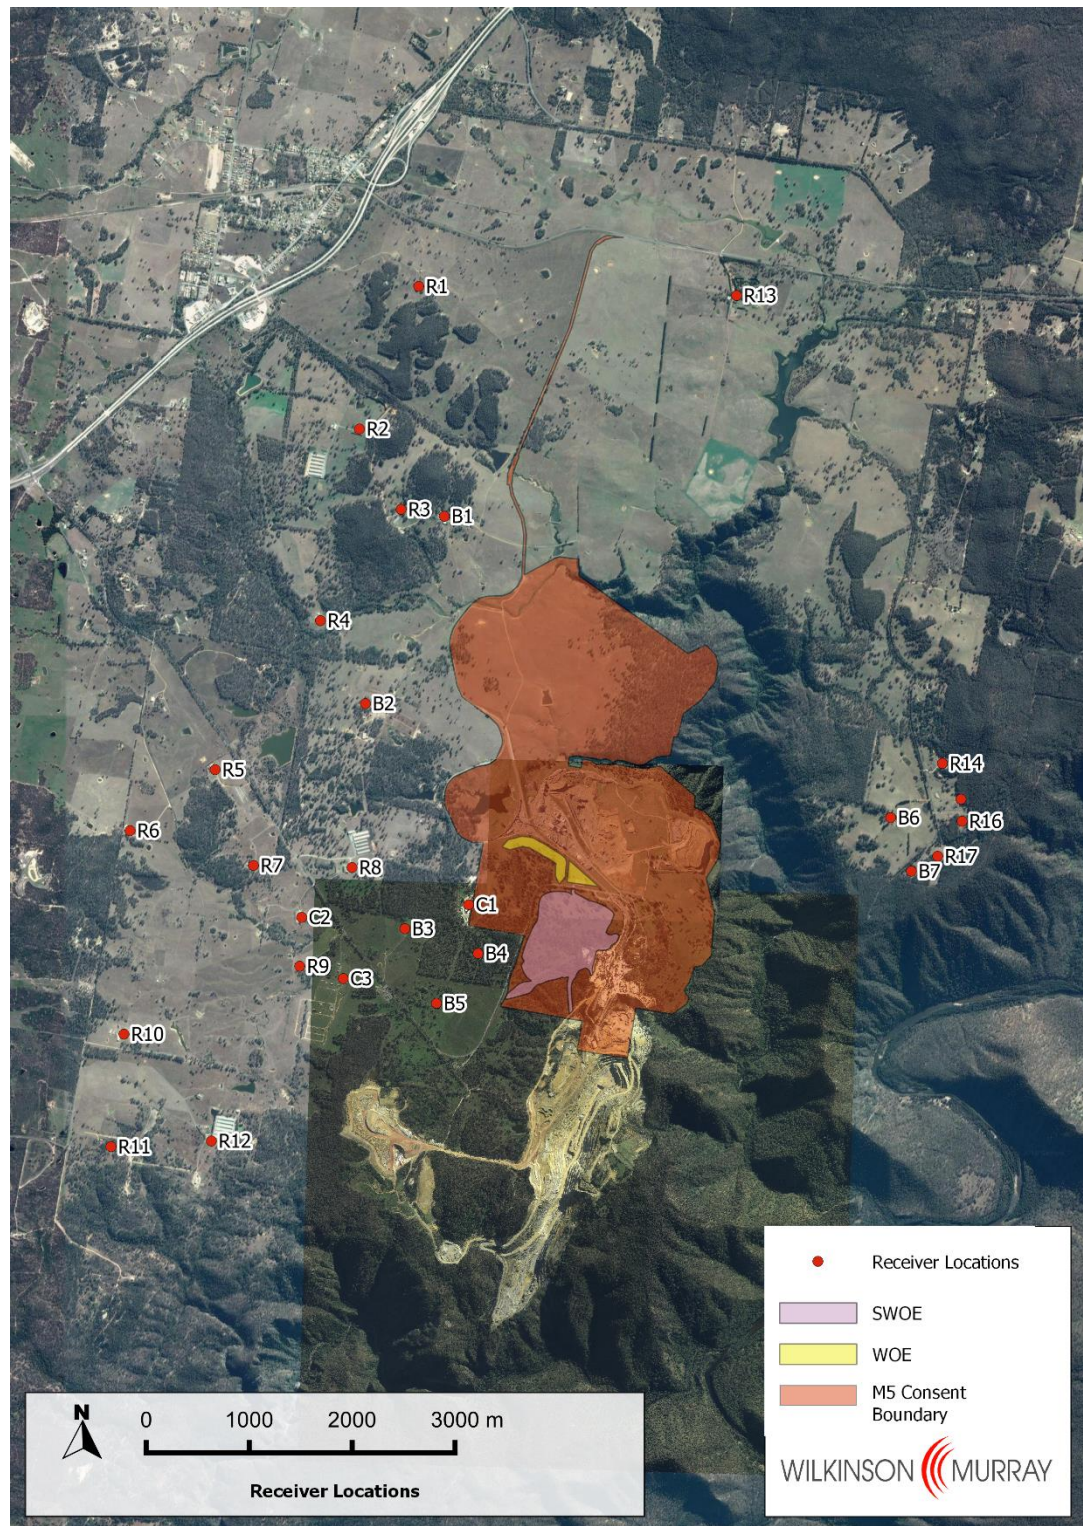 R1
R13
R2
R3
B1
R4
B2
R5
R14
R6
B6
R16
R7
R8
R17
B7
C1
C2
B3
B4
R9
C3
B5
R10
R11
R12
Receiver Locations
SWOE
WOE
M5 Consent
Boundary
N
0 1000 2000 3000 m
Receiver Locations
WILKINSON MURRAY